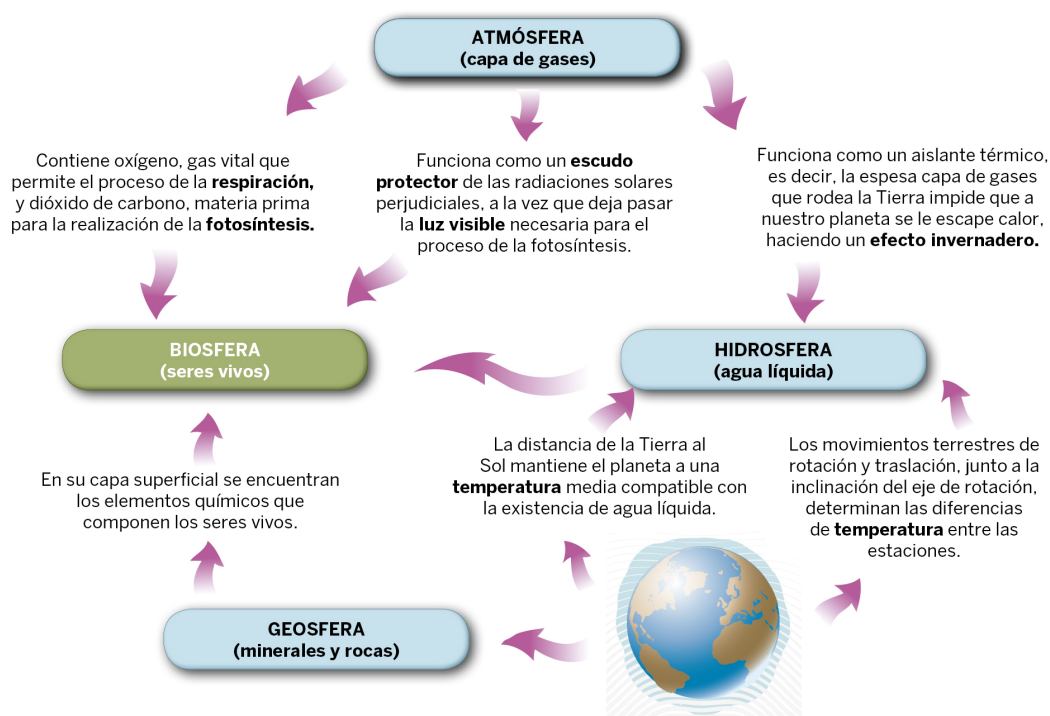 ATMÓSFERA
(capa de gases)
Contiene oxígeno, gas vital que
permite el proceso de la respiración,
y dióxido de carbono, materia prima
para la realización de la fotosíntesis.
Funciona como un escudo
protector de las radiaciones solares
perjudiciales, a la vez que deja pasar
la luz visible necesaria para el
proceso de la fotosíntesis.
Funciona como un aislante térmico,
es decir, la espesa capa de gases
que rodea la Tierra impide que a
nuestro planeta se le escape calor,
haciendo un efecto invernadero.
BIOSFERA
(seres vivos)
HIDROSFERA
(agua líquida)
En su capa superficial se encuentran
los elementos químicos que
componen los seres vivos.
La distancia de la Tierra al
Sol mantiene el planeta a una
temperatura media compatible con
la existencia de agua líquida.
Los movimientos terrestres de
rotación y traslación, junto a la
inclinación del eje de rotación,
determinan las diferencias
de temperatura entre las
estaciones.
GEOSFERA
(minerales y rocas)